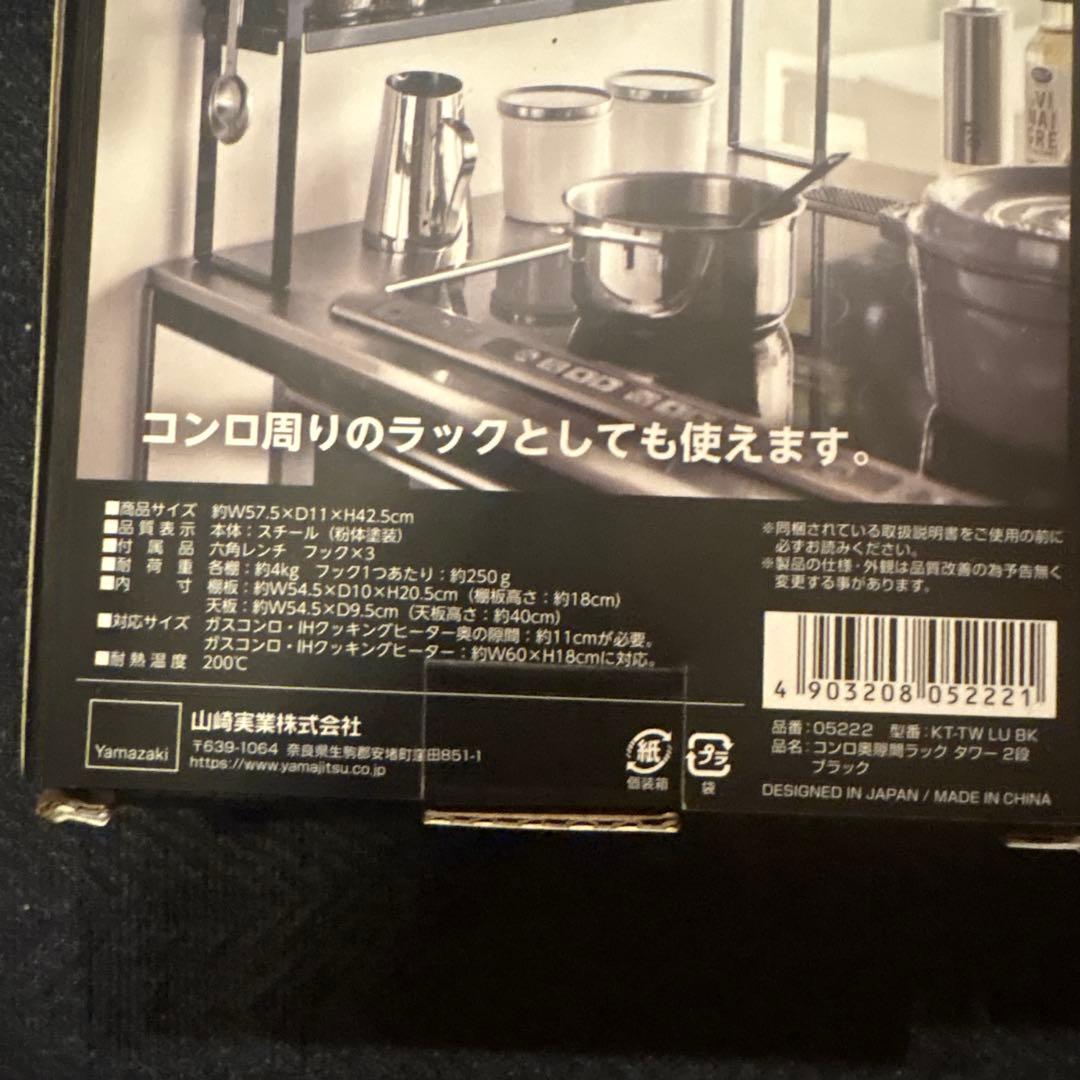 VI
NAI
GRE
コンロ周りのラックとしても使えます。
■商品サイズ 約W57.5×D11×H42.5cm
■品質表示 本体：スチール（粉体塗装）
■付属品 六角レンチ フック×3
■耐荷重 各棚：約4kg フック1つあたり：約250g
■内寸 棚板：約W54.5×D10×H20.5cm（棚板高さ：約18cm）
天板：約W54.5×D9.5cm（天板高さ：約40cm）
■対応サイズ ガスコンロ・IHクッキングヒーター奥の隙間：約11cmが必要。
ガスコンロ・IHクッキングヒーター：約W60×H18cmに対応。
■耐熱温度 200℃
※同梱されている取扱説明書をご使用の前に
必ずお読みください。
※製品の仕様・外観は品質改善の為予告無く
変更する事があります。
4 903208 052221
Yamazaki
山崎実業株式会社
〒639-1064 奈良県生駒郡安堵町窪田851-1
https://www.yamajitsu.co.jp
紙
個装箱
プラ
袋
品番：05222 型番：KT-TW LU BK
品名：コンロ奥隙間ラック タワー 2段
ブラック
DESIGNED IN JAPAN / MADE IN CHINA